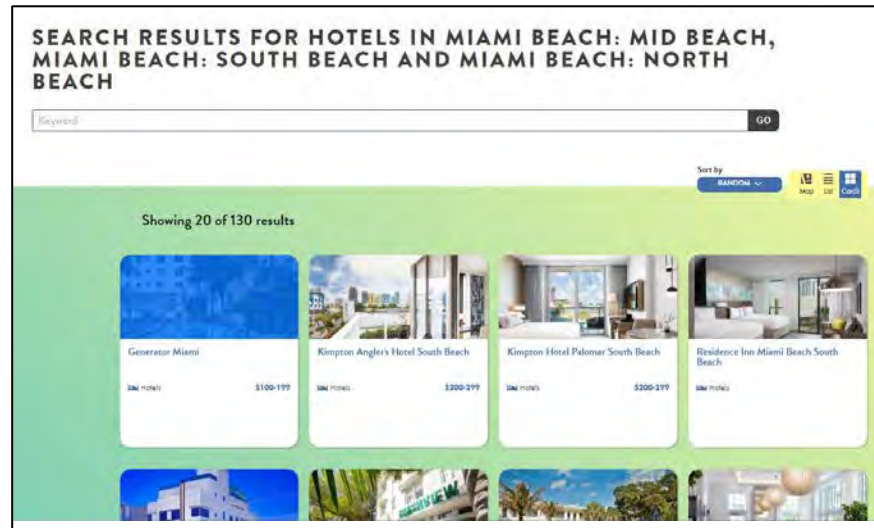 SEARCH RESULTS FOR HOTELS IN MIAMI BEACH: MID BEACH,
MIAMI BEACH: SOUTH BEACH AND MIAMI BEACH: NORTH
BEACH
Keyword
GO
Sort by
RANDOM
Map List Cards
Showing 20 of 130 results
Generator Miami
Hotels $100-199
Kimpton Angler's Hotel South Beach
Hotels $200-299
Kimpton Hotel Palomar South Beach
Hotels $200-299
Residence Inn Miami Beach South
Beach
Hotels